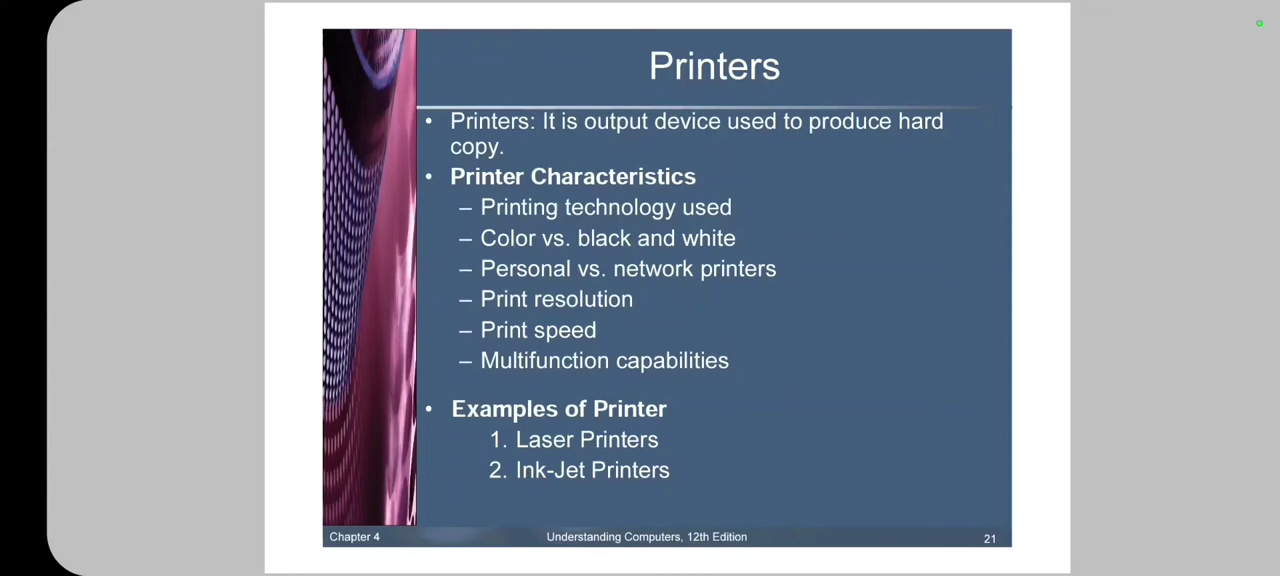 Printers
• Printers: It is output device used to produce hard
copy.
• Printer Characteristics
– Printing technology used
– Color vs. black and white
– Personal vs. network printers
– Print resolution
– Print speed
– Multifunction capabilities
• Examples of Printer
1. Laser Printers
2. Ink-Jet Printers
Chapter 4 Understanding Computers, 12th Edition 21